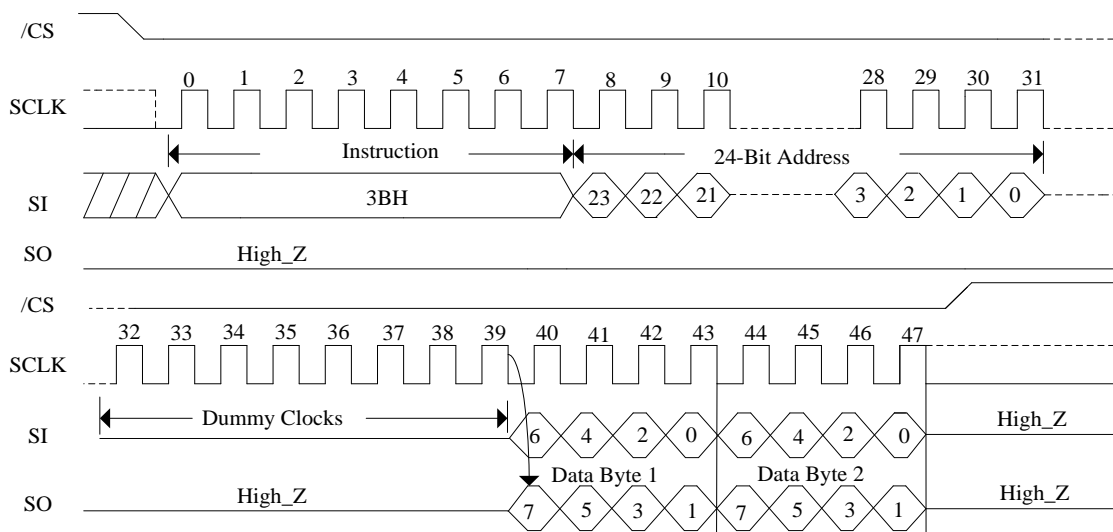 /CS
0 1 2 3 4 5 6 7 8 9 10 28 29 30 31
SCLK
Instruction 24-Bit Address
SI 3BH 23 22 21 3 2 1 0
SO High_Z
/CS
32 33 34 35 36 37 38 39 40 41 42 43 44 45 46 47
SCLK
Dummy Clocks
SI 6 4 2 0 6 4 2 0 High_Z
Data Byte 1 Data Byte 2
SO High_Z 7 5 3 1 7 5 3 1 High_Z